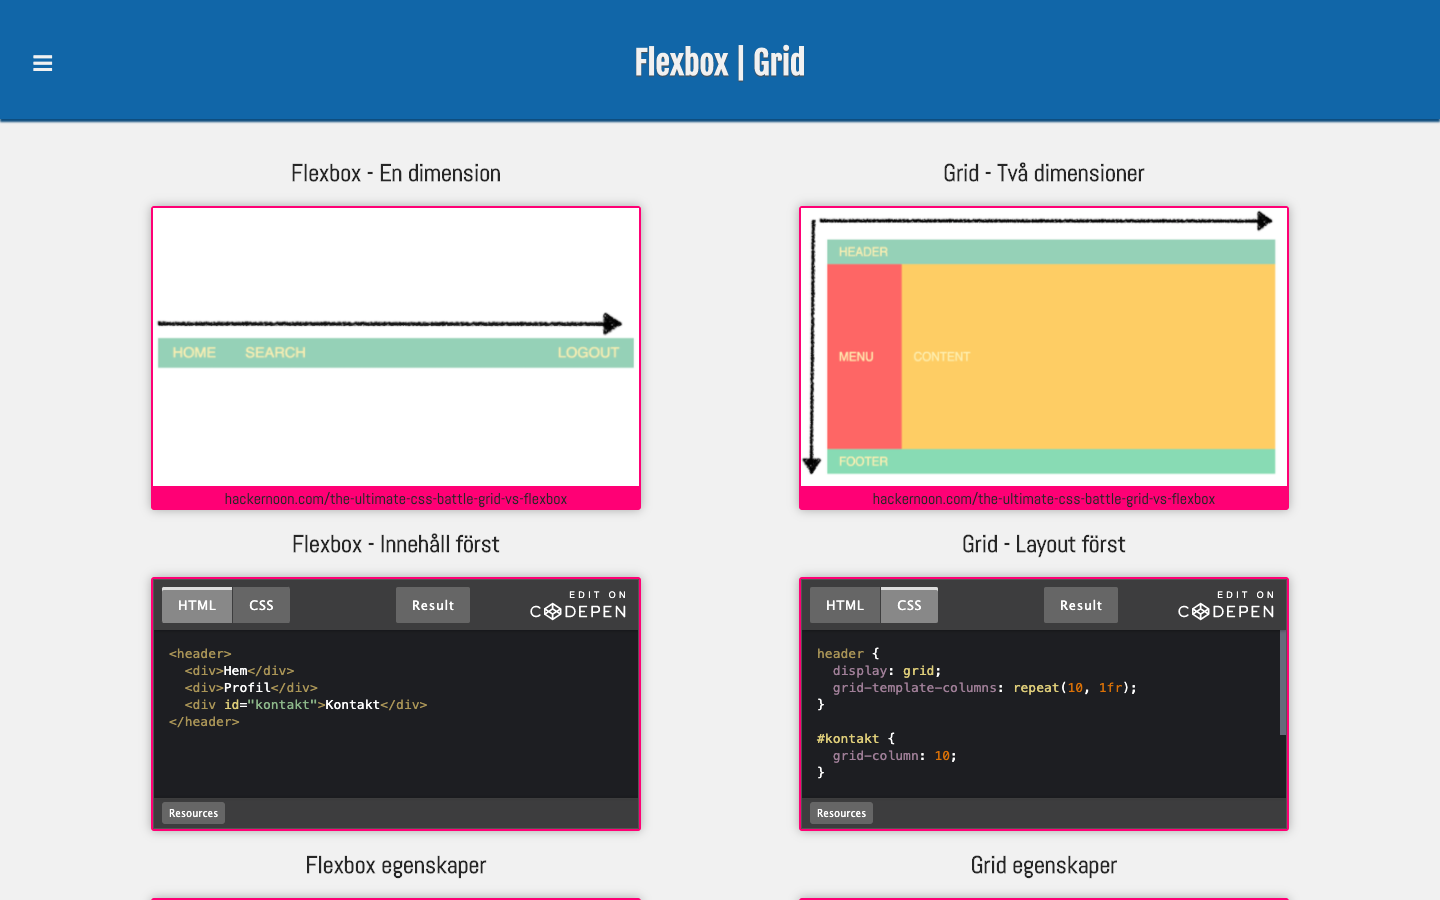 Flexbox | Grid
Flexbox - En dimension
HOME SEARCH LOGOUT
hackernoon.com/the-ultimate-css-battle-grid-vs-flexbox
Grid - Två dimensioner
HEADER
MENU CONTENT
FOOTER
hackernoon.com/the-ultimate-css-battle-grid-vs-flexbox
Flexbox - Innehåll först
HTML CSS Result EDIT ON
CODEPEN
<header>
  <div>Hem</div>
  <div>Profil</div>
  <div id="kontakt">Kontakt</div>
</header>
Resources
Grid - Layout först
HTML CSS Result EDIT ON
CODEPEN
header {
  display: grid;
  grid-template-columns: repeat(10, 1fr);
}
#kontakt {
  grid-column: 10;
}
Resources
Flexbox egenskaper
Grid egenskaper